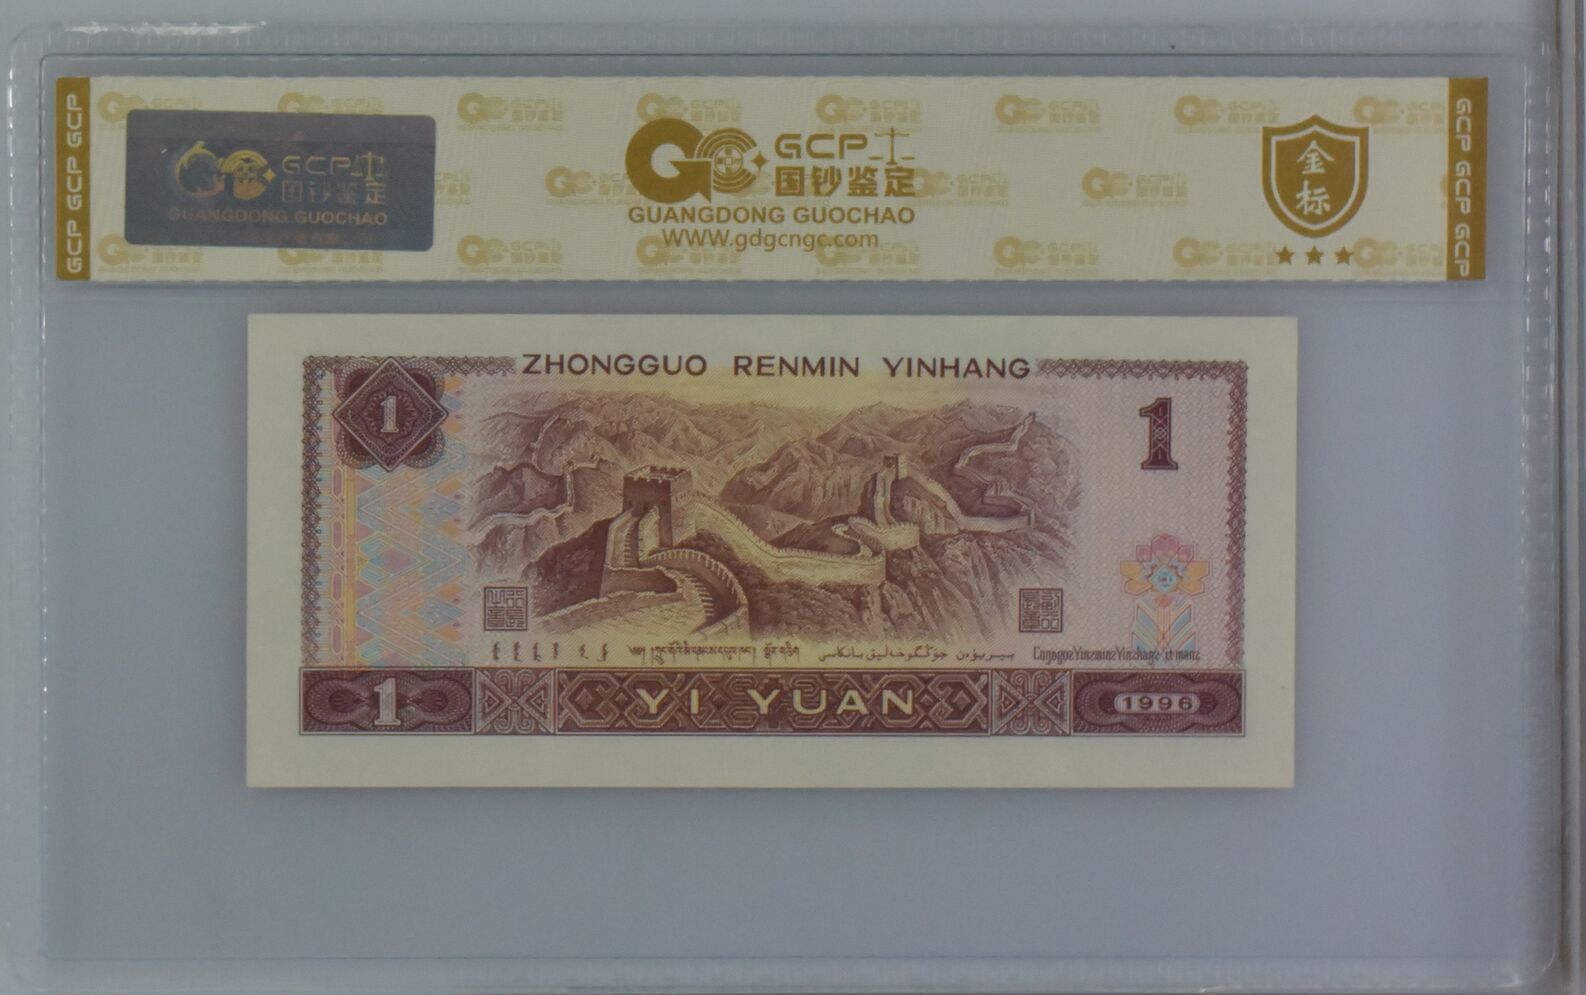 GCP GCP GCP
GCP
国钞鉴定
GUANGDONG GUOCHAO
GCP
国钞鉴定
GUANGDONG GUOCHAO
WWW.gdgcngc.com
金标
GCP GCP GCP
ZHONGGUO RENMIN YINHANG
1
1
1
YI YUAN
1996